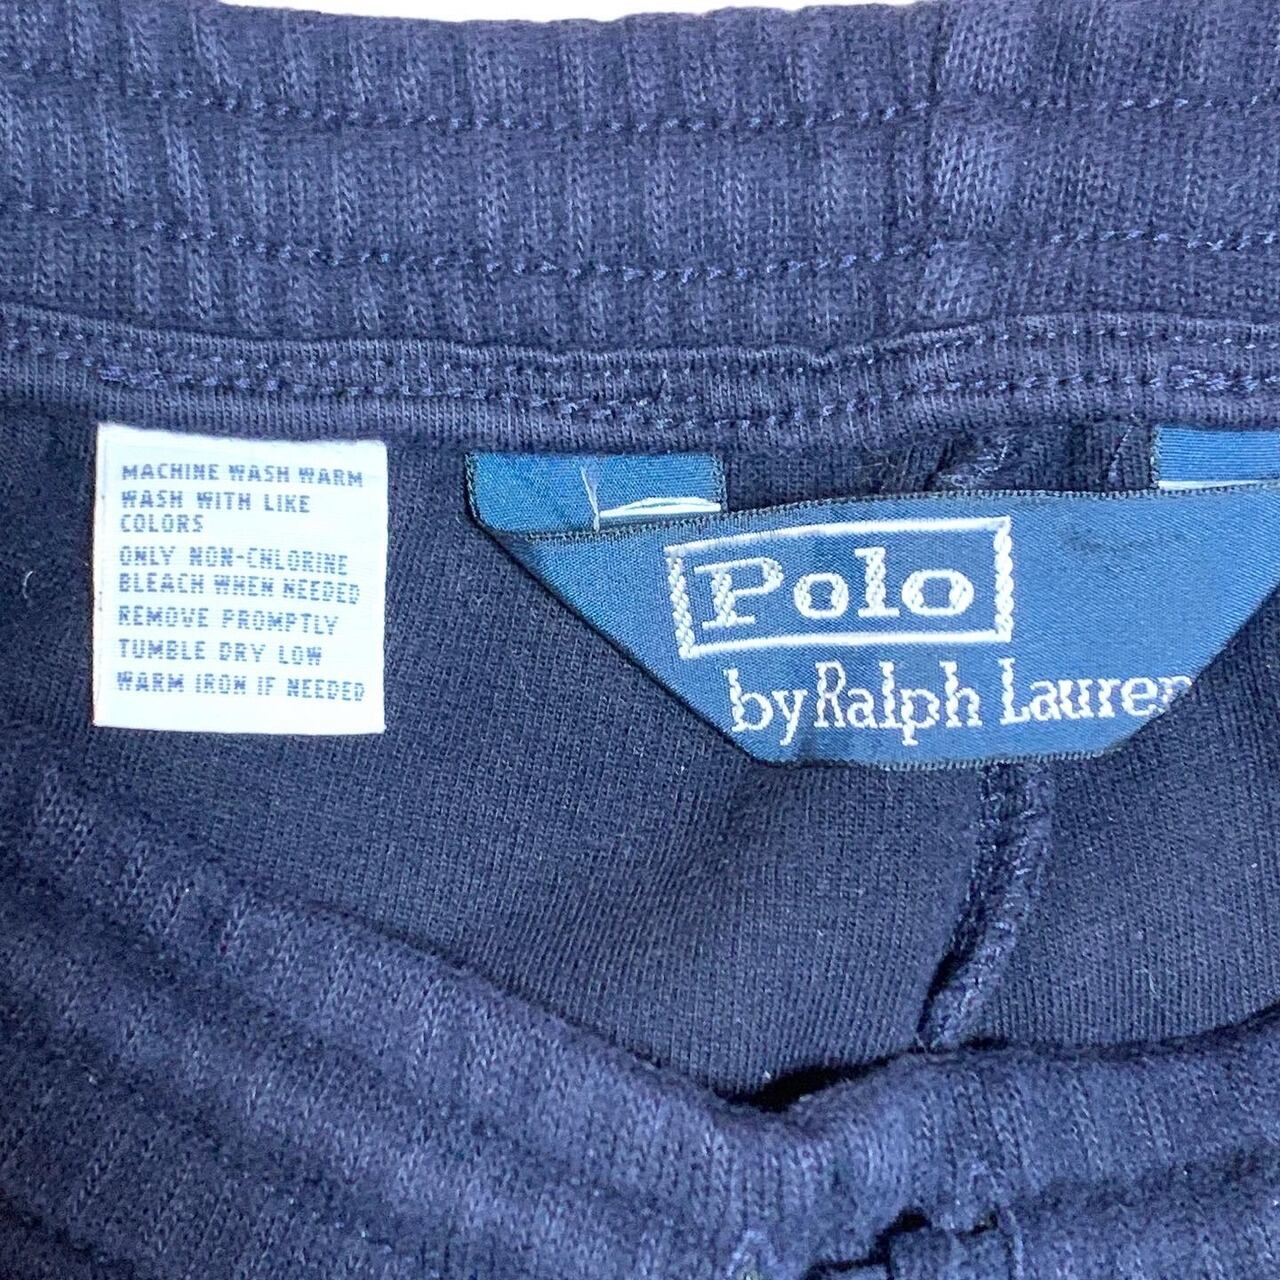 MACHINE WASH WARM
WASH WITH LIKE
COLORS
ONLY NON-CHLORINE
BLEACH WHEN NEEDED
REMOVE PROMPTLY
TUMBLE DRY LOW
WARM IRON IF NEEDED
Polo
by Ralph Lauren